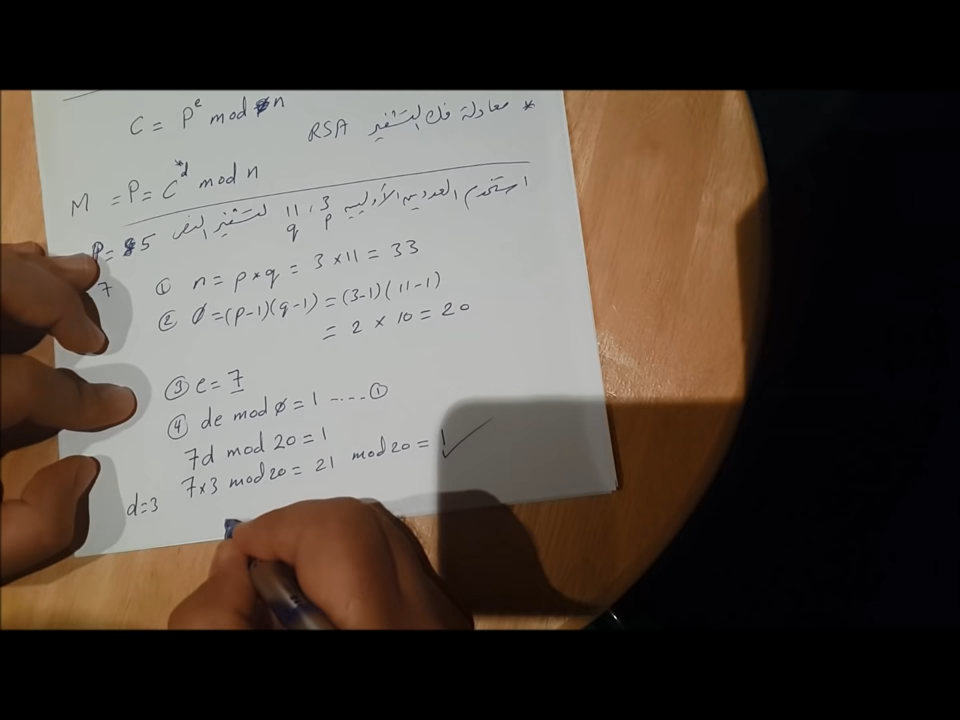 C = P^e mod n
* معادلة فك التشفير RSA
M = P = C^d mod n
استخدم العددين الأوليين 3 , 11 لتشفير النص
p q
P = 5
7
① n = p * q = 3 × 11 = 33
② Ø = (p-1)(q-1) = (3-1)(11-1)
= 2 × 10 = 20
③ e = 7
④ de mod Ø = 1 ---- ①
7d mod 20 = 1
7×3 mod 20 = 21 mod 20 = 1 ✓
d=3